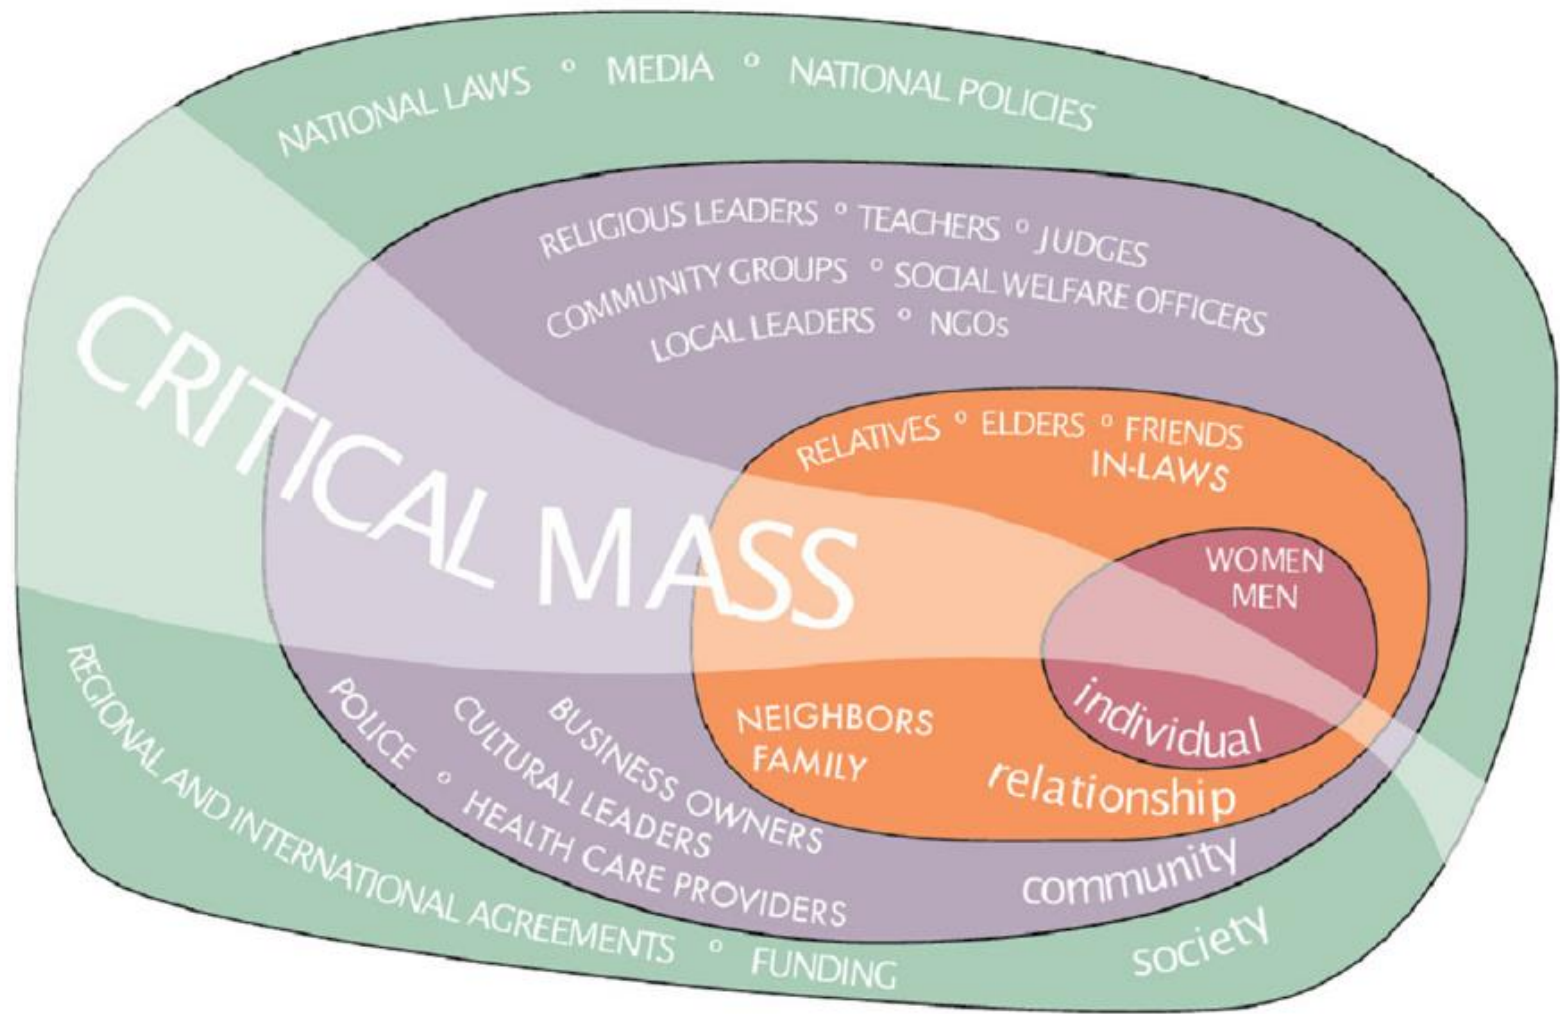 NATIONAL LAWS ° MEDIA ° NATIONAL POLICIES
RELIGIOUS LEADERS ° TEACHERS ° JUDGES
COMMUNITY GROUPS ° SOCIAL WELFARE OFFICERS
LOCAL LEADERS ° NGOs
CRITICAL MASS
RELATIVES ° ELDERS ° FRIENDS
IN-LAWS
WOMEN
MEN
individual
NEIGHBORS
FAMILY
relationship
BUSINESS OWNERS
CULTURAL LEADERS
POLICE ° HEALTH CARE PROVIDERS
community
REGIONAL AND INTERNATIONAL AGREEMENTS ° FUNDING
society